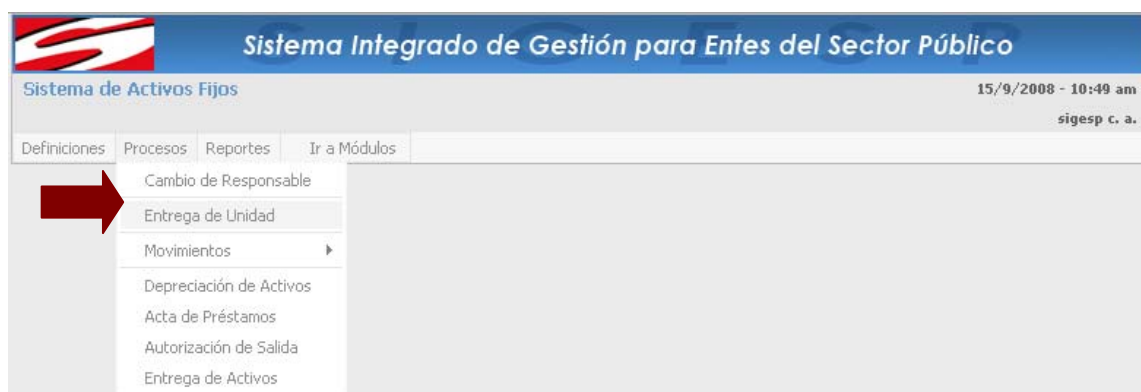 Sistema Integrado de Gestión para Entes del Sector Público
Sistema de Activos Fijos
15/9/2008 - 10:49 am
sigesp c. a.
Definiciones Procesos Reportes Ir a Módulos
Cambio de Responsable
Entrega de Unidad
Movimientos
Depreciación de Activos
Acta de Préstamos
Autorización de Salida
Entrega de Activos